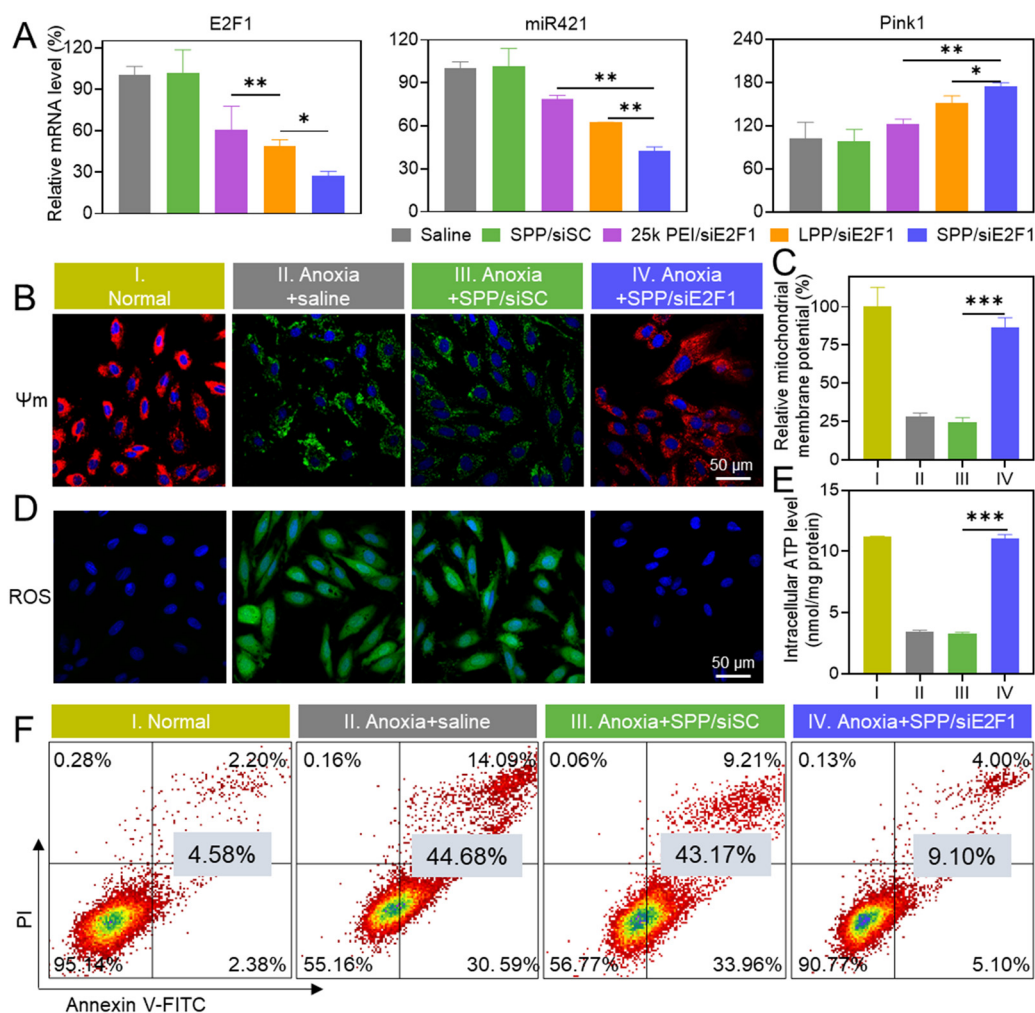 A
E2F1
miR421
Pink1
Relative mRNA level (%)
120
90
60
30
0
**
*
120
90
60
30
0
**
**
240
180
120
60
0
**
*
Saline
SPP/siSC
25k PEI/siE2F1
LPP/siE2F1
SPP/siE2F1
B
I.
Normal
II. Anoxia
+saline
III. Anoxia
+SPP/siSC
IV. Anoxia
+SPP/siE2F1
Ψm
50 μm
C
Relative mitochondrial
membrane potential (%)
100
75
50
25
0
***
I
II
III
IV
D
ROS
50 μm
E
Intracellular ATP level
(nmol/mg protein)
15
10
5
0
***
I
II
III
IV
F
I. Normal
II. Anoxia+saline
III. Anoxia+SPP/siSC
IV. Anoxia+SPP/siE2F1
0.28%
2.20%
4.58%
95.14%
2.38%
0.16%
14.09%
44.68%
55.16%
30.59%
0.06%
9.21%
43.17%
56.77%
33.96%
0.13%
4.00%
9.10%
90.77%
5.10%
PI
Annexin V-FITC